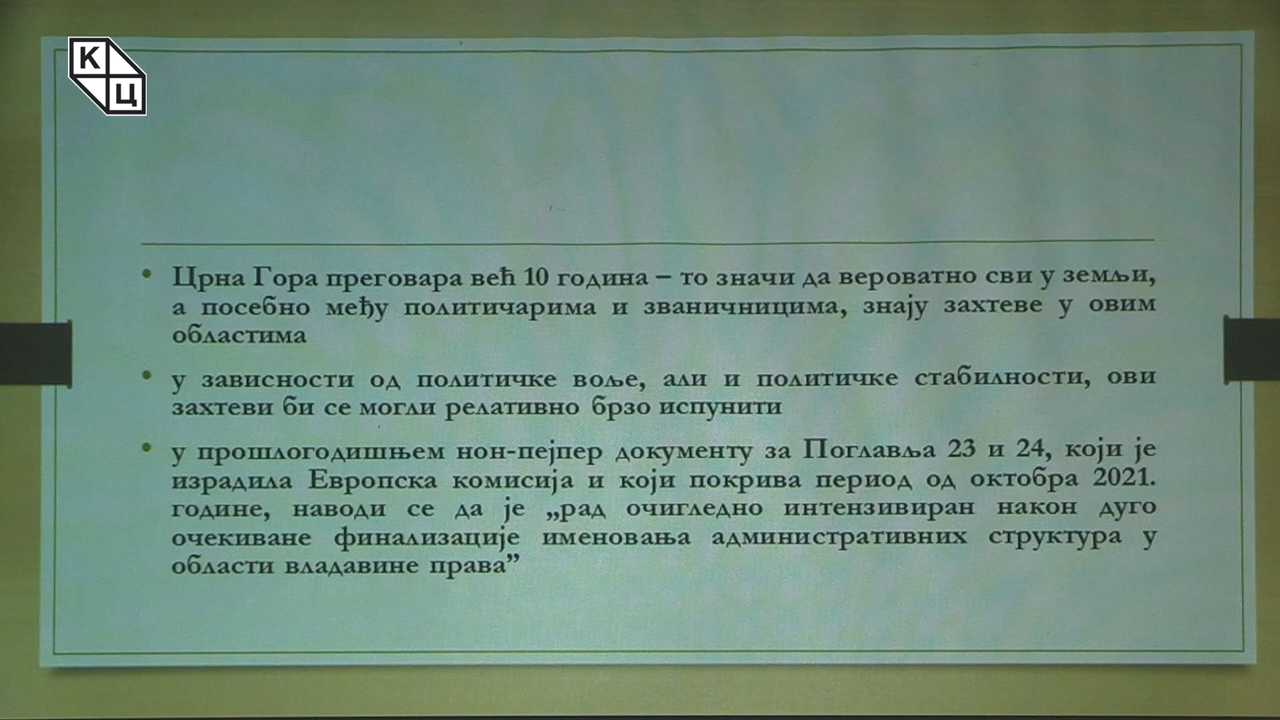 К
Ц
Црна Гора преговара већ 10 година – то значи да вероватно сви у земљи,
а посебно међу политичарима и званичницима, знају захтеве у овим
областима
у зависности од политичке воље, али и политичке стабилности, ови
захтеви би се могли релативно брзо испунити
у прошлогодишњем нон-пејпер документу за Поглавља 23 и 24, који је
израдила Европска комисија и који покрива период од октобра 2021.
године, наводи се да је „рад очигледно интензивиран након дуго
очекиване финализације именовања административних структура у
области владавине права”